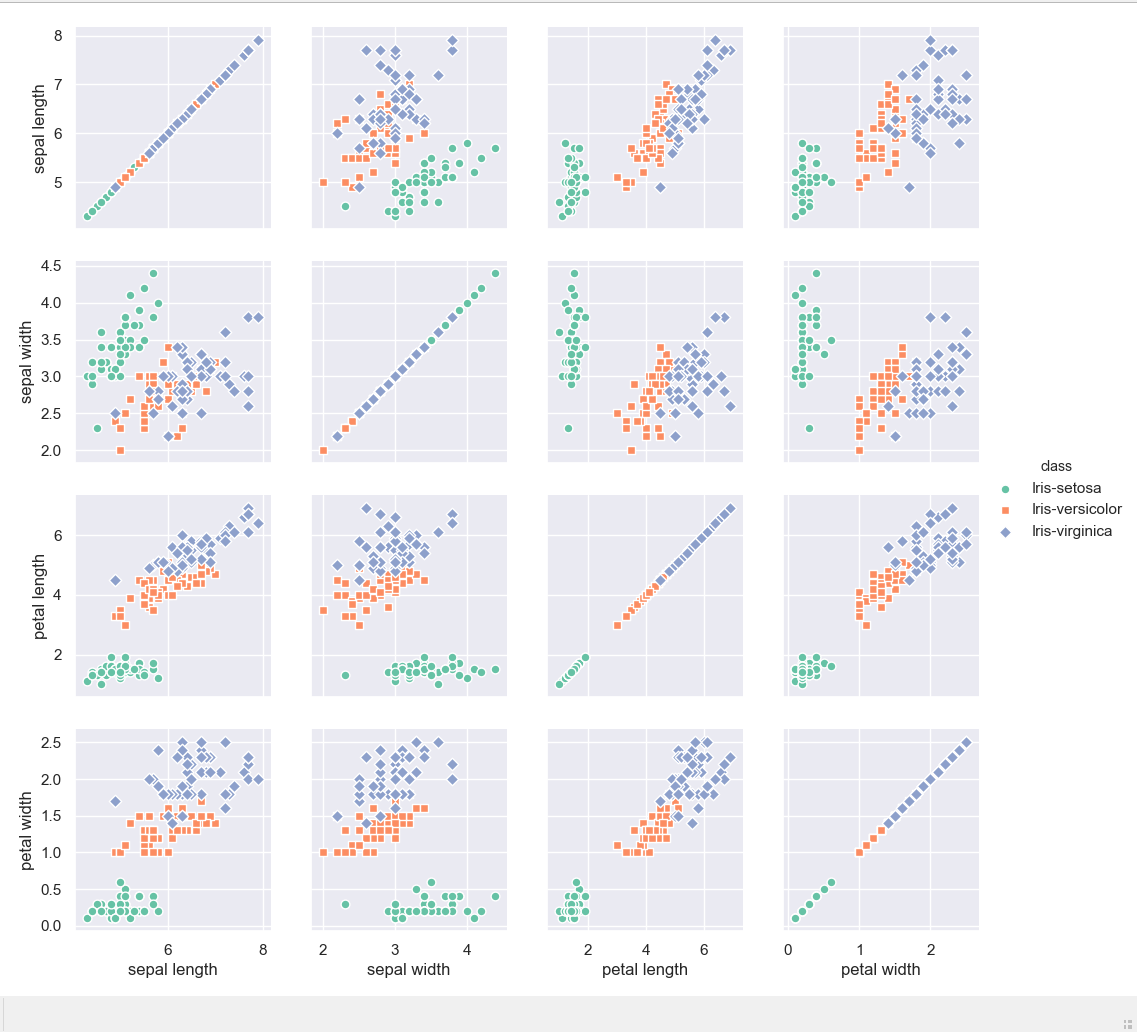 8
7
6
5
sepal length
4.5
4.0
3.5
3.0
2.5
2.0
sepal width
6
4
2
petal length
2.5
2.0
1.5
1.0
0.5
0.0
petal width
6 8
sepal length
2 3 4
sepal width
2 4 6
petal length
0 1 2
petal width
class
Iris-setosa
Iris-versicolor
Iris-virginica